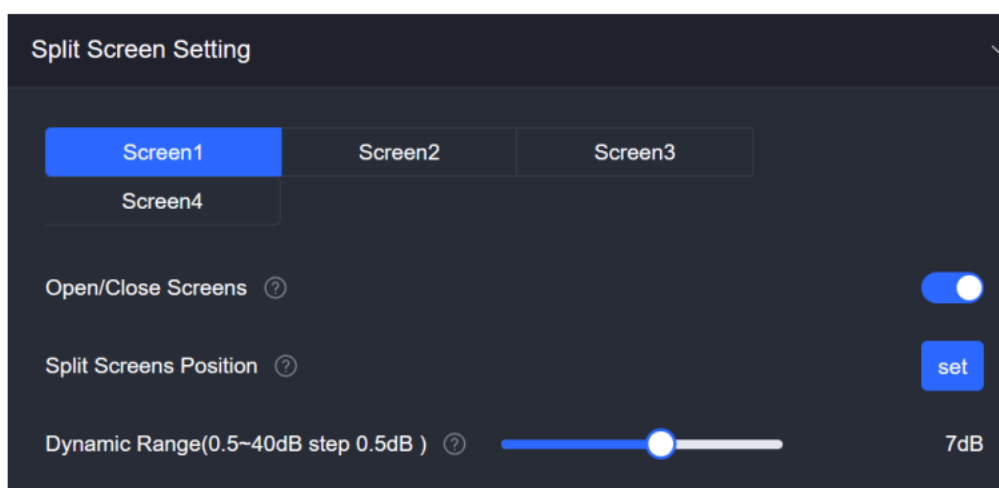 Split Screen Setting
Screen1 Screen2 Screen3
Screen4
Open/Close Screens ?
Split Screens Position ? set
Dynamic Range(0.5~40dB step 0.5dB ) ? 7dB